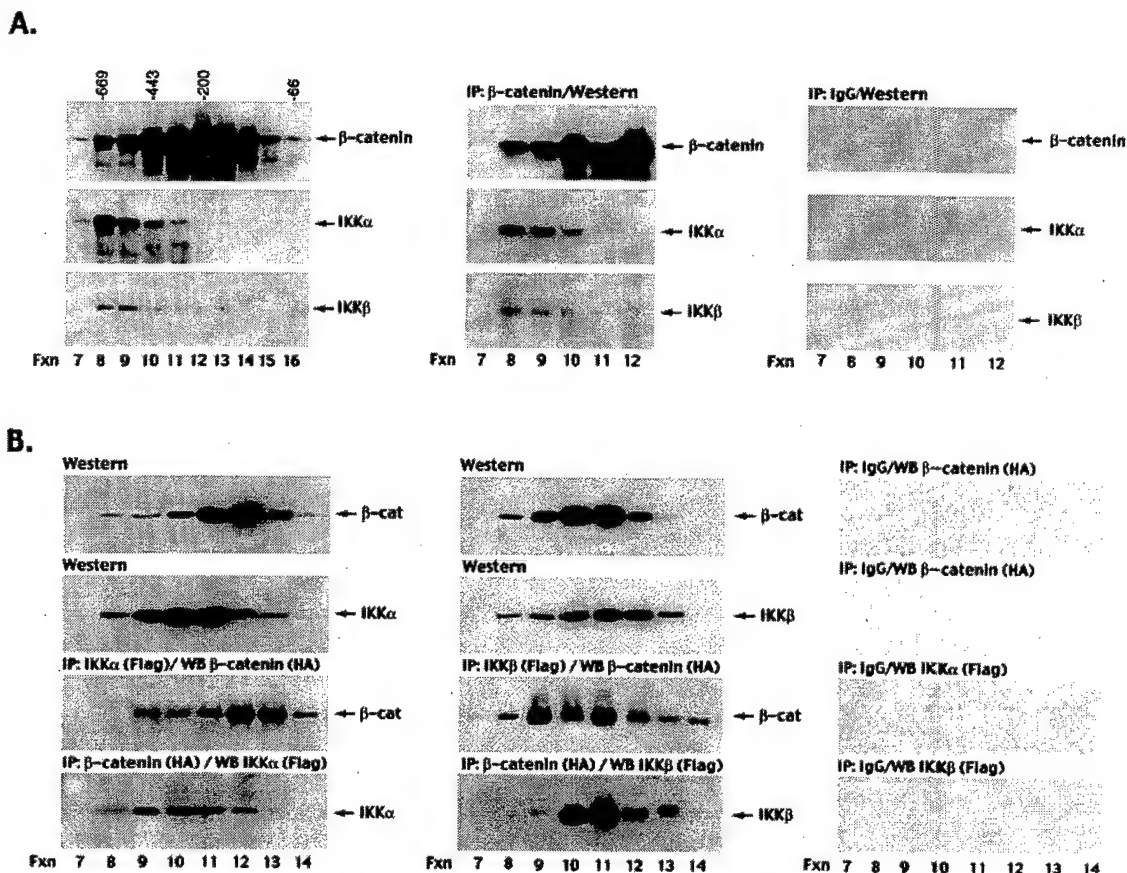 A.
-669 -443 -200 -66
β-catenin
IKKα
IKKβ
Fxn 7 8 9 10 11 12 13 14 15 16
IP: β-catenin/Western
β-catenin
IKKα
IKKβ
Fxn 7 8 9 10 11 12
IP: IgG/Western
β-catenin
IKKα
IKKβ
Fxn 7 8 9 10 11 12
B.
Western
β-cat
Western
IKKα
IP: IKKα (Flag)/ WB β-catenin (HA)
β-cat
IP: β-catenin (HA) / WB IKKα (Flag)
IKKα
Fxn 7 8 9 10 11 12 13 14
Western
β-cat
Western
IKKβ
IP: IKKβ (Flag) / WB β-catenin (HA)
β-cat
IP: β-catenin (HA) / WB IKKβ (Flag)
IKKβ
Fxn 7 8 9 10 11 12 13 14
IP: IgG/WB β-catenin (HA)
IP: IgG/WB β-catenin (HA)
IP: IgG/WB IKKα (Flag)
IP: IgG/WB IKKβ (Flag)
Fxn 7 8 9 10 11 12 13 14